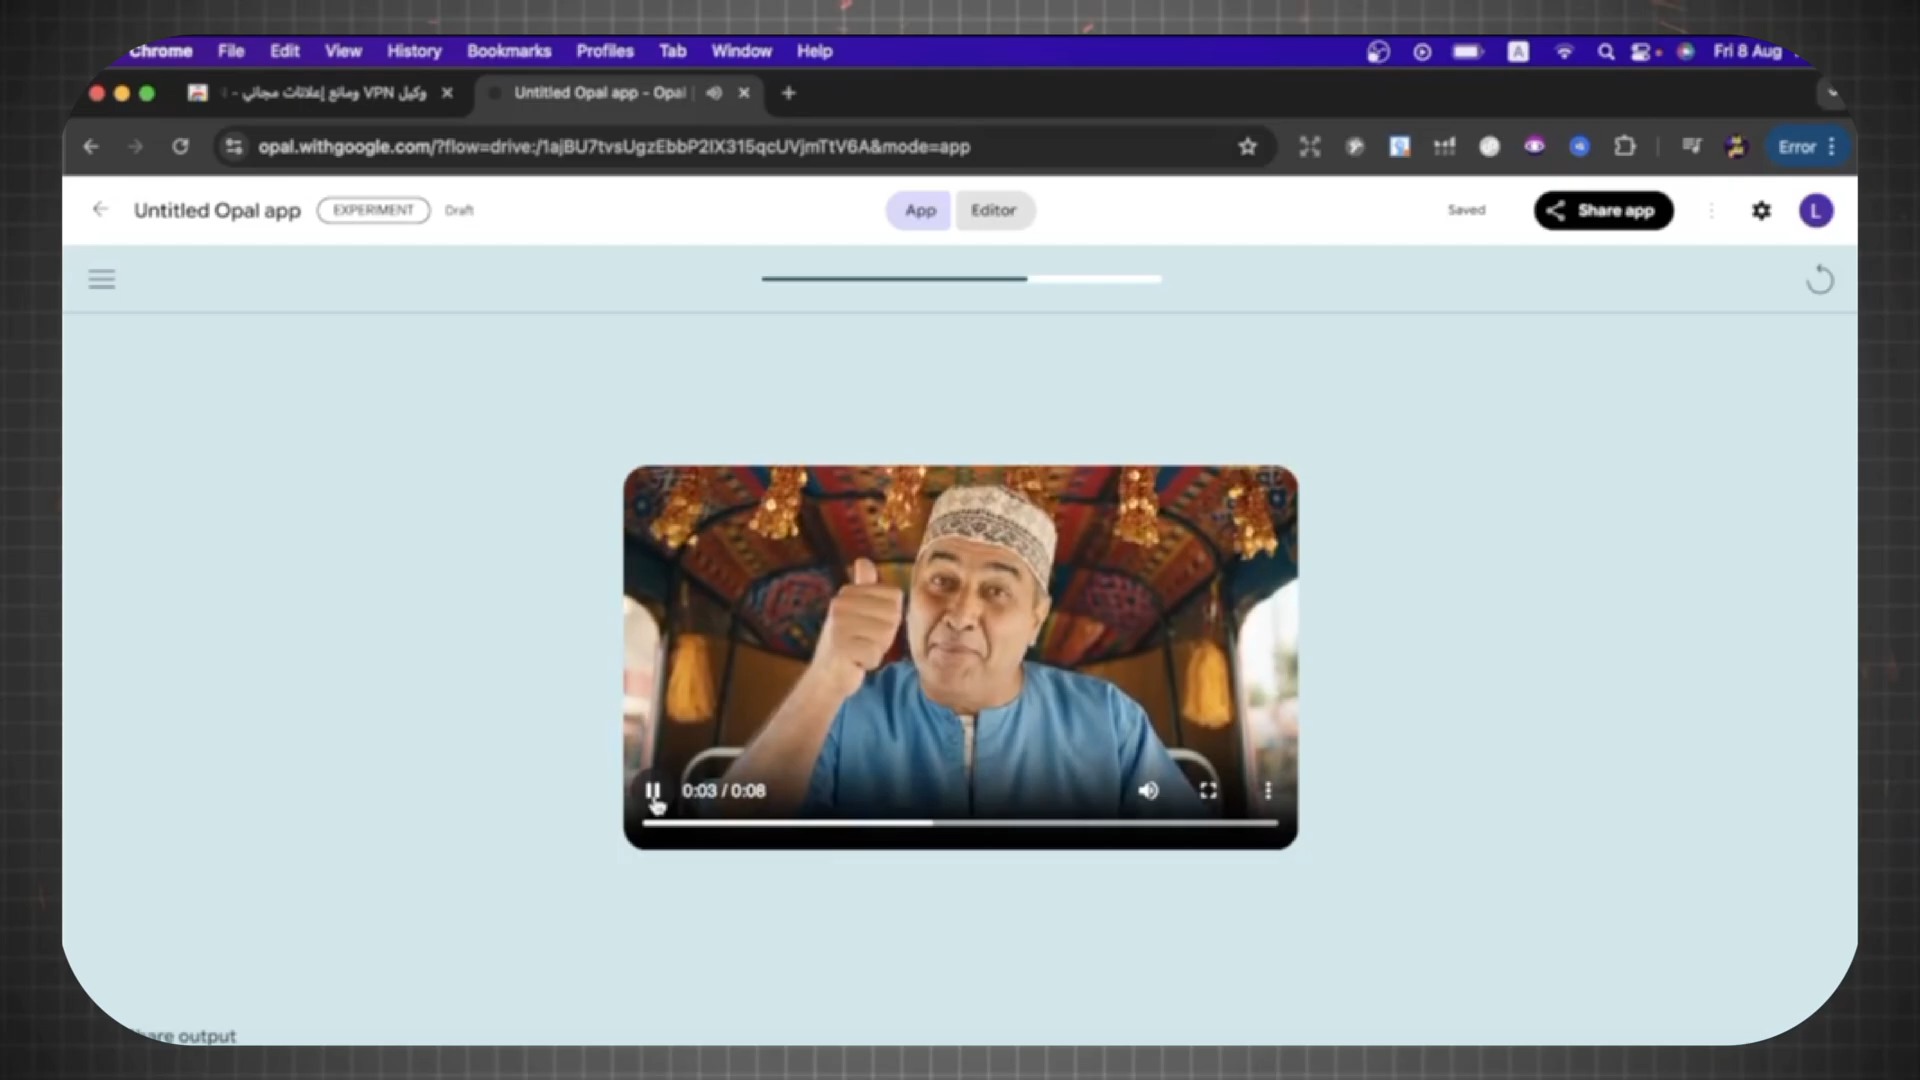 Chrome File Edit View History Bookmarks Profiles Tab Window Help A Fri 8 Aug
وكيل VPN ومانع إعلانات مجاني -
Untitled Opal app - Opal
opal.withgoogle.com/?flow=drive:/1ajBU7tvsUgzEbbP2IX315qcUVjmTtV6A&mode=app
Error
Untitled Opal app EXPERIMENT Draft App Editor Saved Share app L
0:03 / 0:08
output